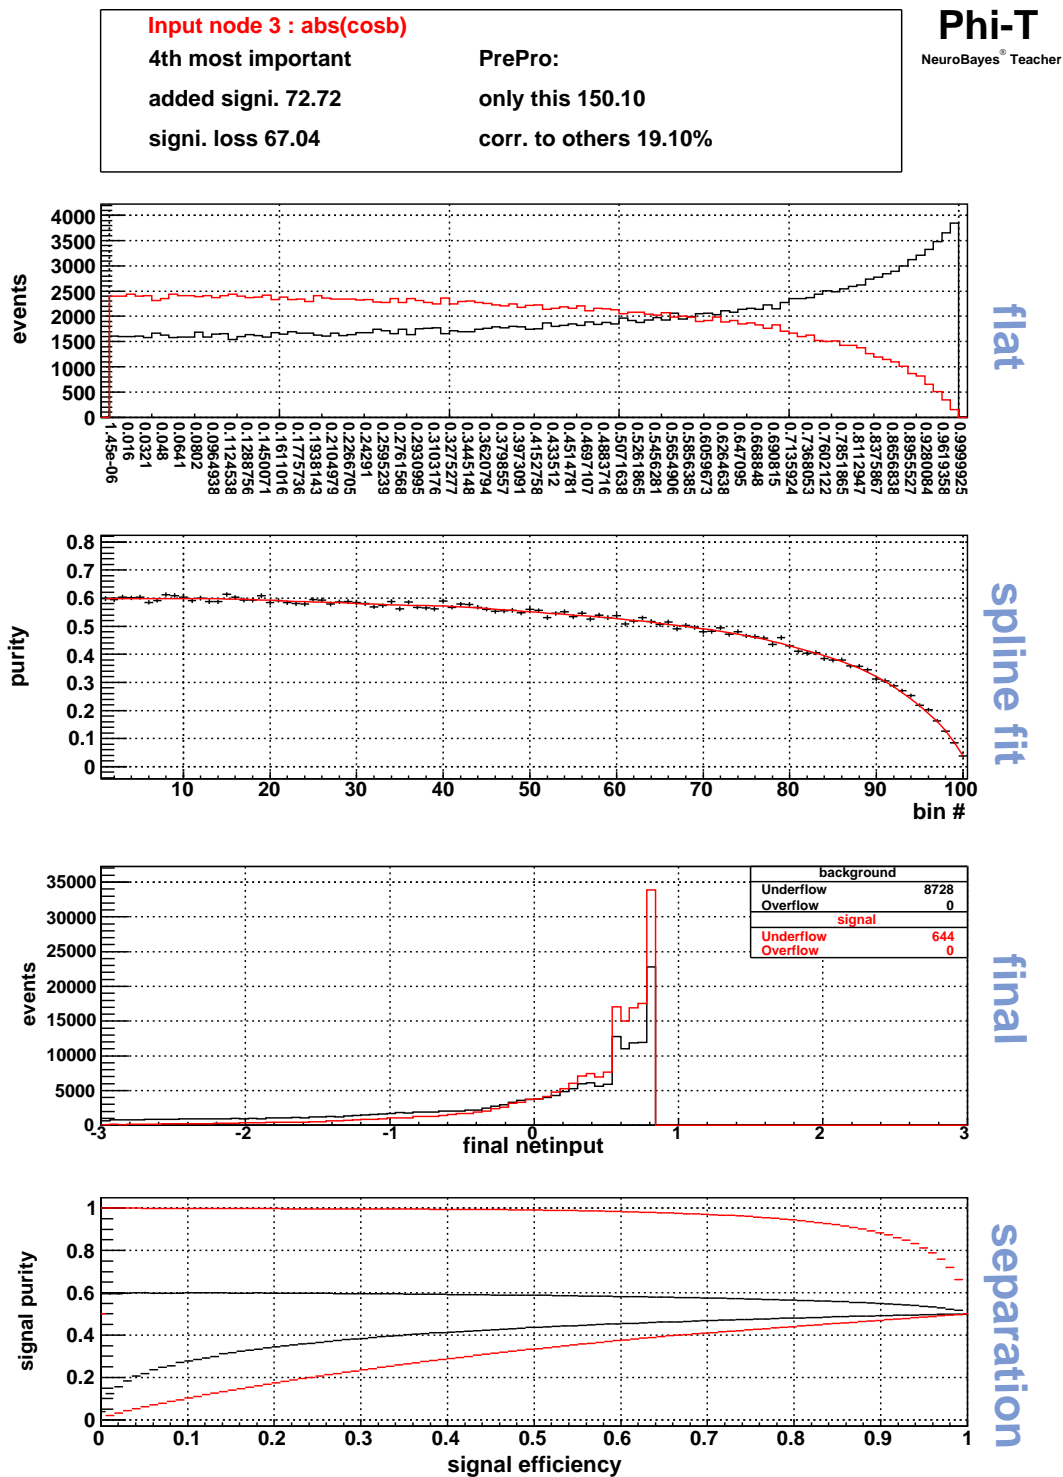 Input node 3 : abs(cosb)
4th most important PrePro:
added signi. 72.72 only this 150.10
signi. loss 67.04 corr. to others 19.10%
Phi-T
NeuroBayes® Teacher
events
4000
3500
3000
2500
2000
1500
1000
500
0
1.45e-06 0.016 0.0321 0.048 0.0641 0.0802 0.0964938 0.1124538 0.1288756 0.1450071 0.1611016 0.1775736 0.1938143 0.2104979 0.2266705 0.24291 0.2595239 0.2761568 0.2930995 0.3103176 0.3275277 0.3445148 0.3620794 0.3798557 0.3973091 0.4152758 0.433512 0.4514781 0.4697107 0.4883716 0.5071638 0.5261865 0.5456281 0.5654906 0.5856385 0.6059673 0.6264638 0.647095 0.668848 0.690815 0.7135924 0.7368053 0.7602122 0.7851865 0.8112947 0.8375867 0.8656838 0.8955527 0.9280084 0.9619358 0.9999925
flat
purity
0.8
0.7
0.6
0.5
0.4
0.3
0.2
0.1
0
10 20 30 40 50 60 70 80 90 100
bin #
spline fit
events
35000
30000
25000
20000
15000
10000
5000
0
-3 -2 -1 0 1 2 3
final netinput
background
Underflow 8728
Overflow 0
signal
Underflow 644
Overflow 0
final
signal purity
1
0.8
0.6
0.4
0.2
0
0 0.1 0.2 0.3 0.4 0.5 0.6 0.7 0.8 0.9 1
signal efficiency
separation